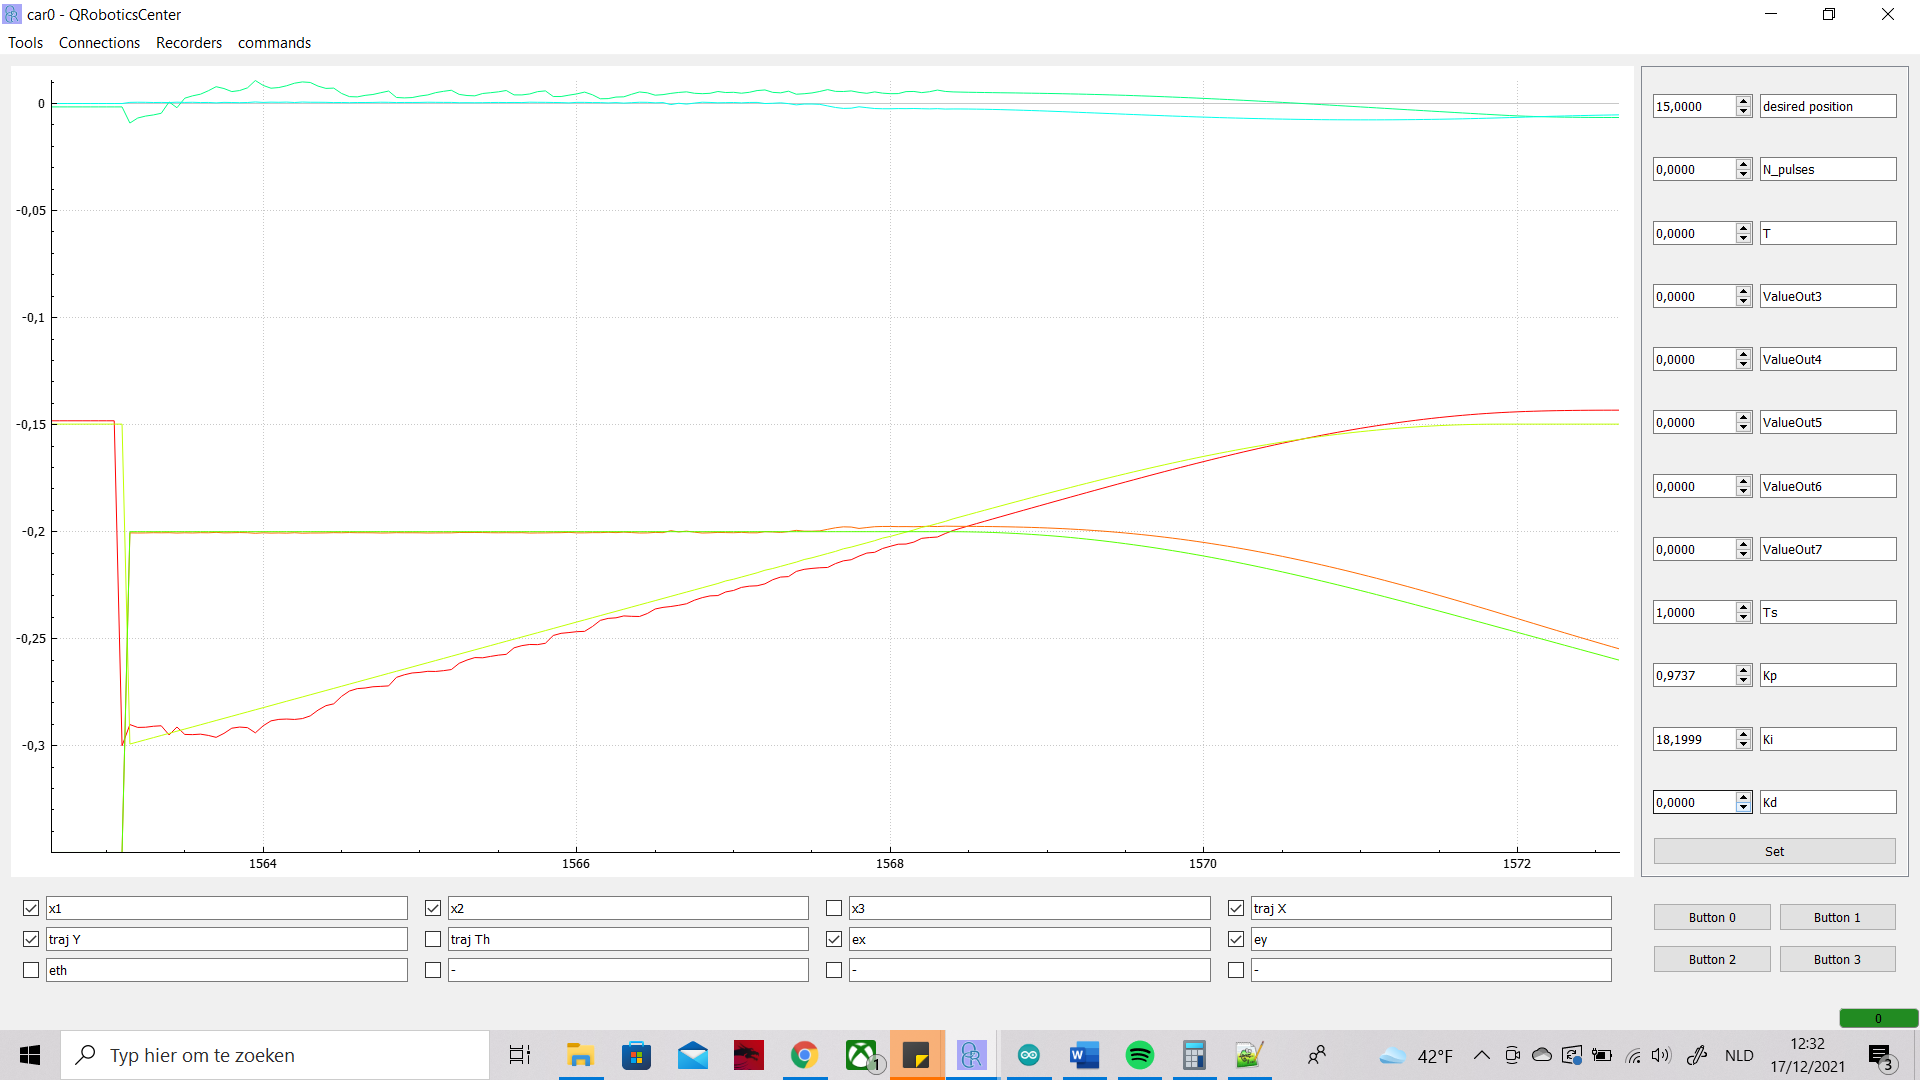 car0 - QRoboticsCenter
Tools Connections Recorders commands
0
-0,05
-0,1
-0,15
-0,2
-0,25
-0,3
1564 1566 1568 1570 1572
15,0000 desired position
0,0000 N_pulses
0,0000 T
0,0000 ValueOut3
0,0000 ValueOut4
0,0000 ValueOut5
0,0000 ValueOut6
0,0000 ValueOut7
1,0000 Ts
0,9737 Kp
18,1999 Ki
0,0000 Kd
Set
x1 x2 x3 traj X
traj Y traj Th ex ey
eth - - -
Button 0 Button 1
Button 2 Button 3
0
Typ hier om te zoeken
1
42°F
NLD
12:32
17/12/2021
3